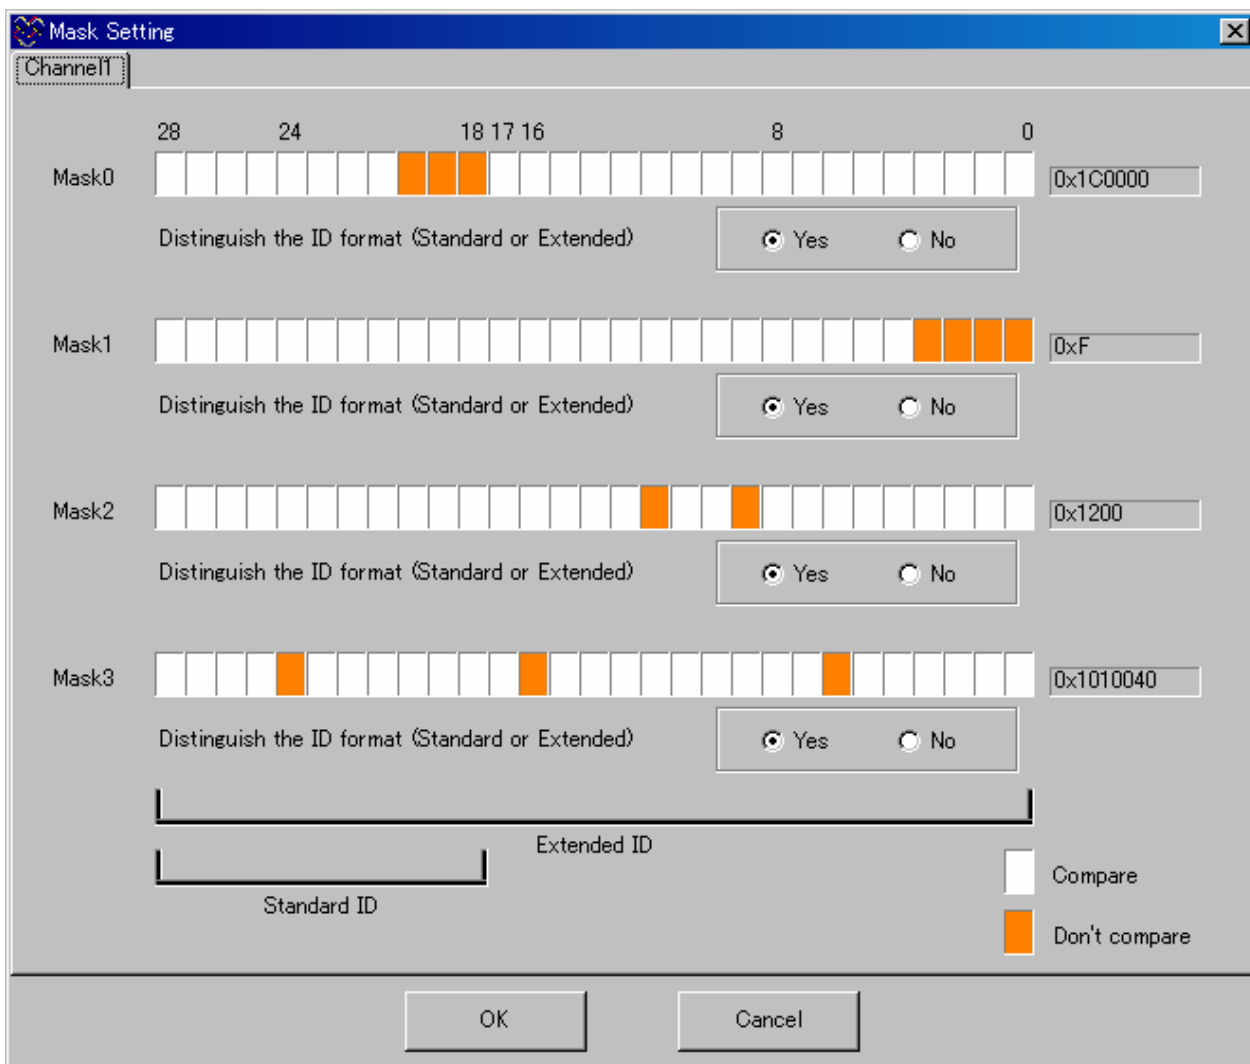 Mask Setting
Channel1
28 24 18 17 16 8 0
Mask0 0x1C0000
Distinguish the ID format (Standard or Extended) Yes No
Mask1 0xF
Distinguish the ID format (Standard or Extended) Yes No
Mask2 0x1200
Distinguish the ID format (Standard or Extended) Yes No
Mask3 0x1010040
Distinguish the ID format (Standard or Extended) Yes No
Extended ID
Compare
Standard ID
Don't compare
OK Cancel